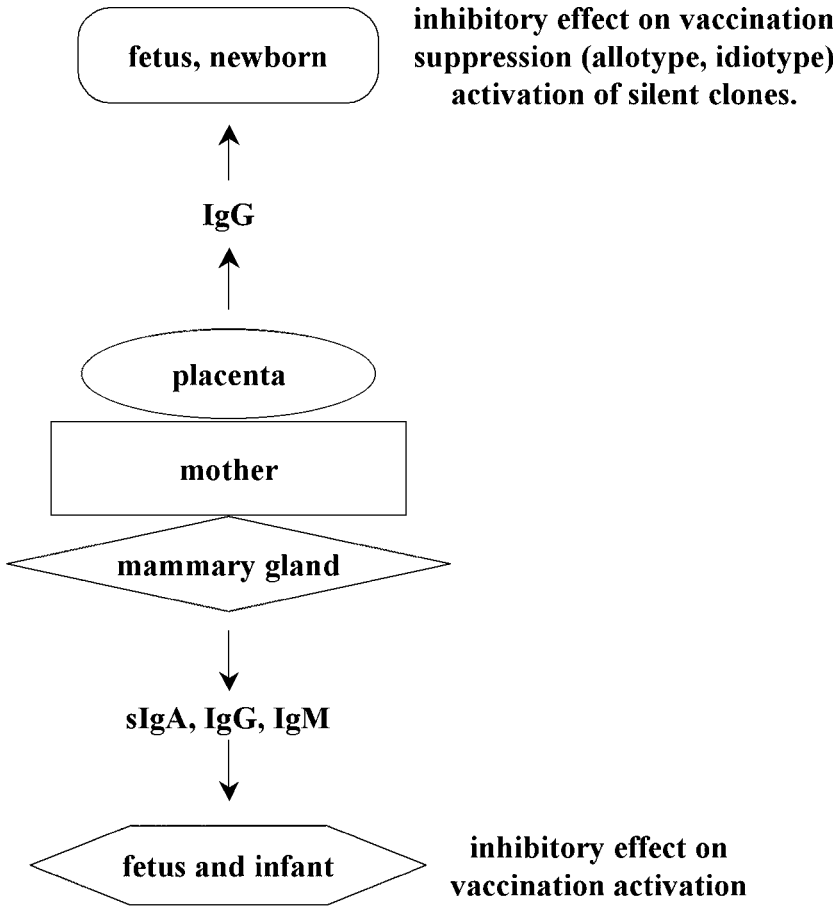 fetus, newborn
inhibitory effect on vaccination
suppression (allotype, idiotype)
activation of silent clones.
IgG
placenta
mother
mammary gland
sIgA, IgG, IgM
fetus and infant
inhibitory effect on
vaccination activation